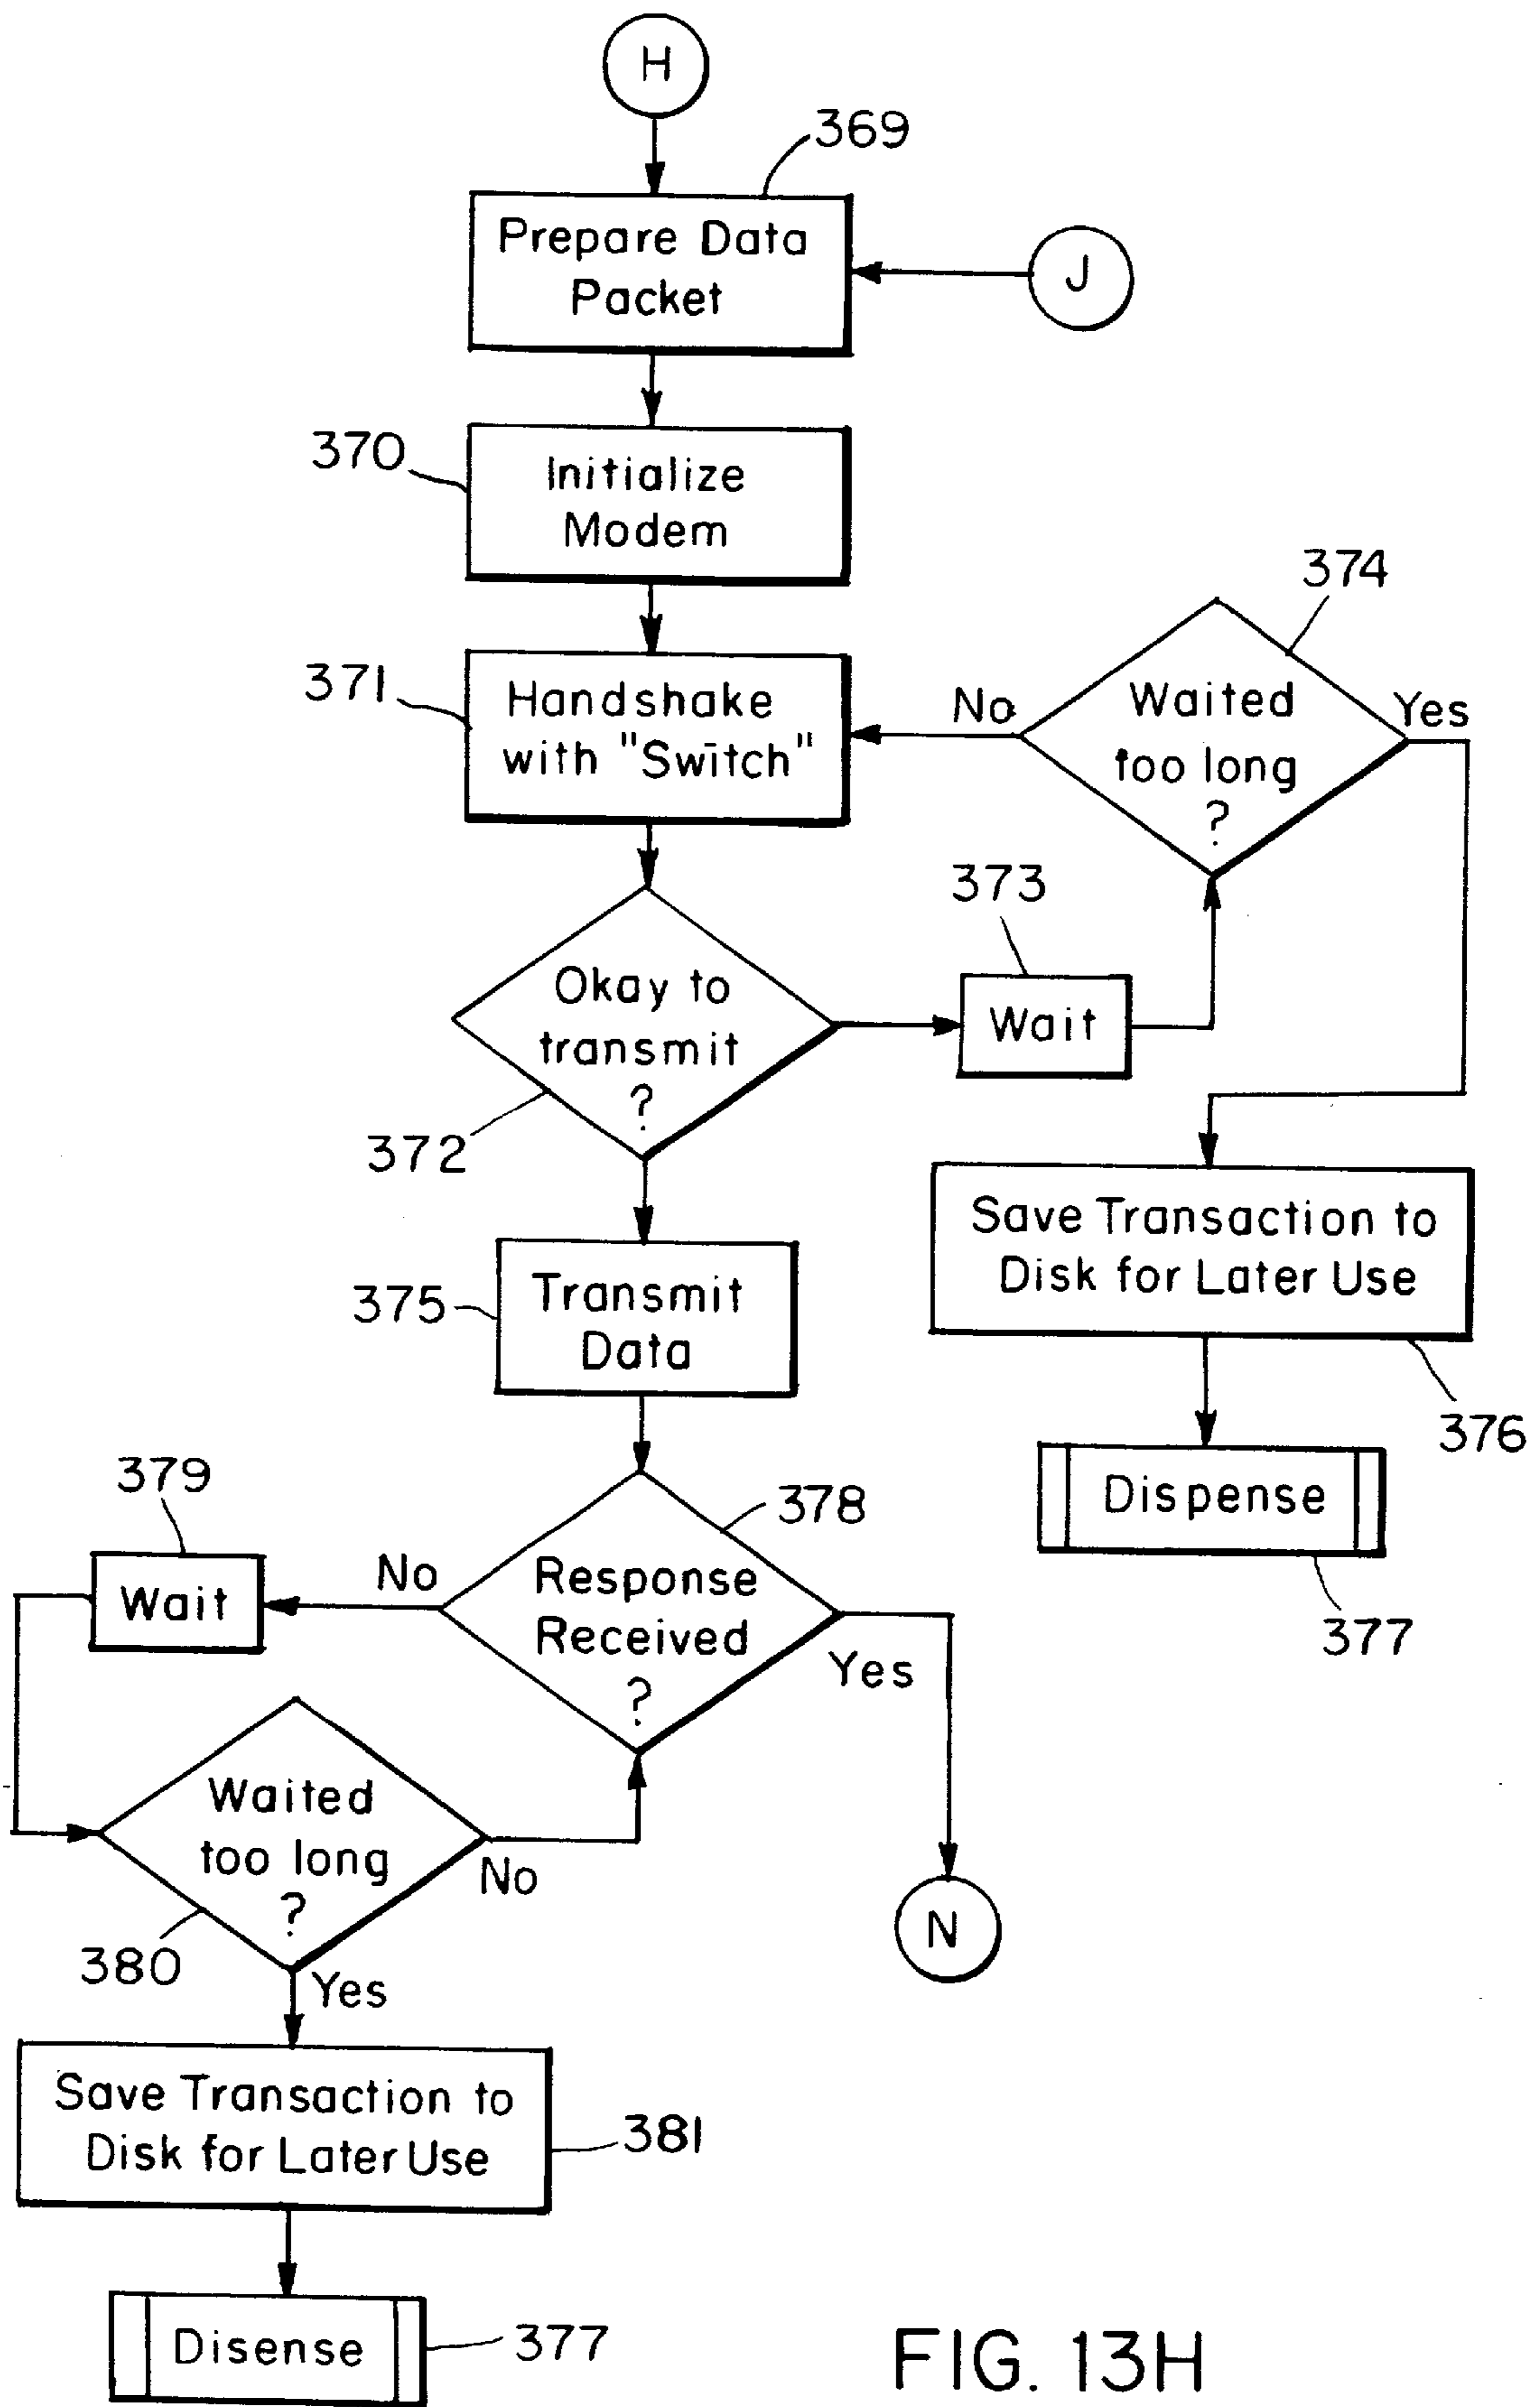 H
369
Prepare Data
Packet
J
370
Initialize
Modem
374
371
Handshake
with "Switch"
No
Waited
too long
?
Yes
373
Okay to
transmit
?
Wait
372
Save Transaction to
Disk for Later Use
375
Transmit
Data
376
379
378
Dispense
No
Response
Received
?
Wait
377
Yes
Waited
too long
?
No
N
380
Yes
Save Transaction to
Disk for Later Use
381
Disense
377
FIG. 13H